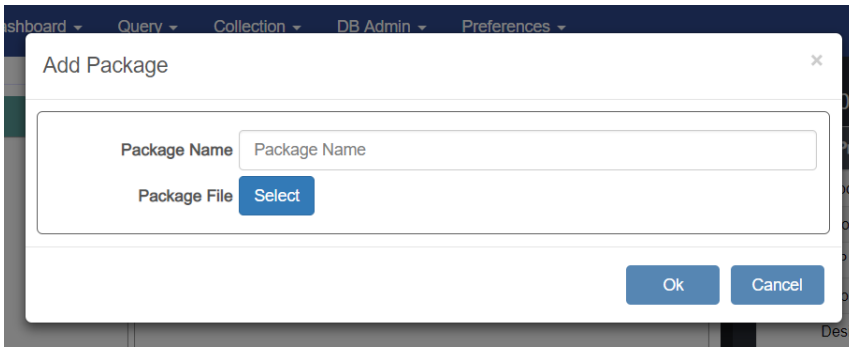 ashboard Query Collection DB Admin Preferences
Add Package ×
Package Name Package Name
Package File Select
Ok Cancel
Des